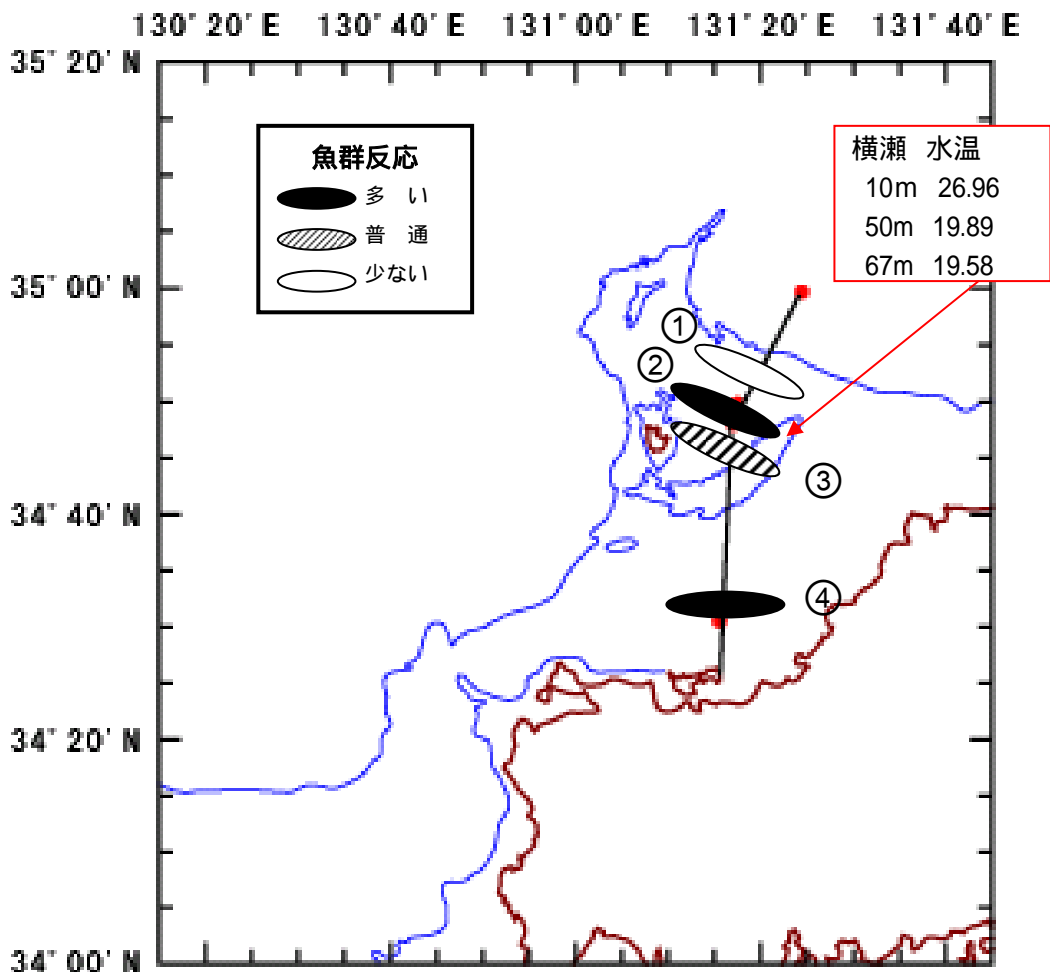 130° 20' E 130° 40' E 131° 00' E 131° 20' E 131° 40' E
35° 20' N
魚群反応
多 い
普 通
少ない
横瀬 水温
10m 26.96
50m 19.89
67m 19.58
35° 00' N
①
②
③
34° 40' N
④
34° 20' N
34° 00' N